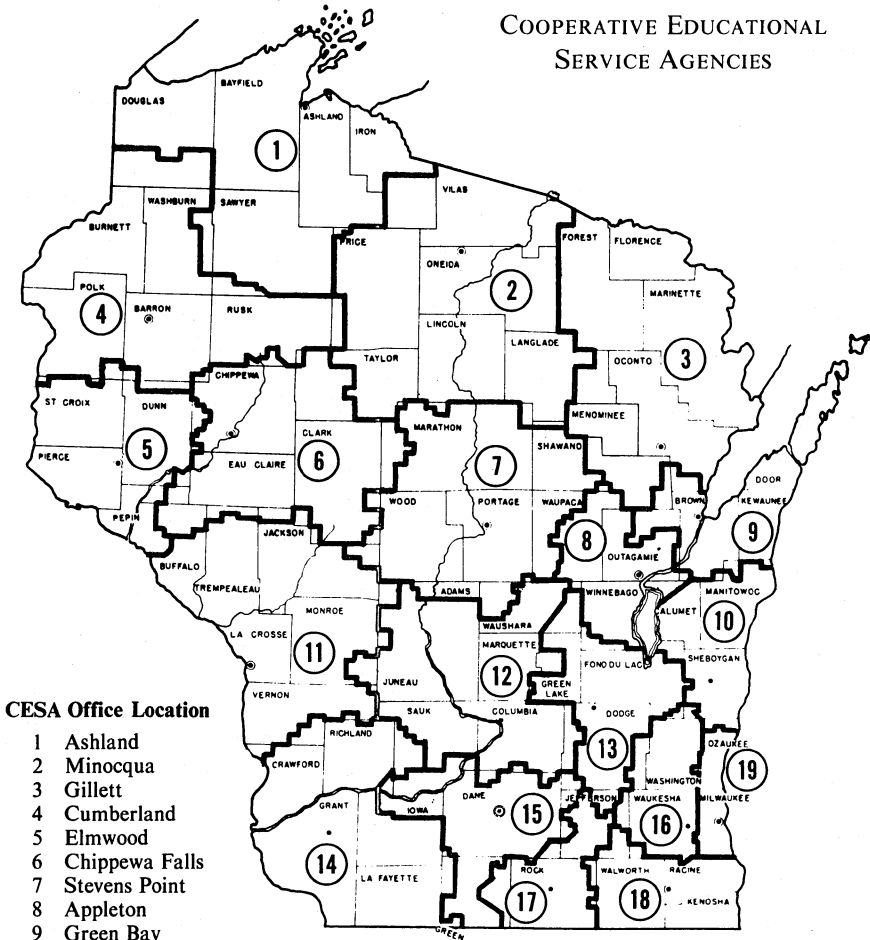 COOPERATIVE EDUCATIONAL
SERVICE AGENCIES
DOUGLAS
BAYFIELD
ASHLAND
IRON
1
VILAS
WASHBURN
SAWYER
BURNETT
PRICE
FOREST
FLORENCE
ONEIDA
POLK
2
MARINETTE
4
BARRON
RUSK
LINCOLN
LANGLADE
3
TAYLOR
OCONTO
CHIPPEWA
ST CROIX
DUNN
MENOMINEE
MARATHON
CLARK
SHAWANO
5
6
7
PIERCE
EAU CLAIRE
DOOR
WOOD
PORTAGE
WAUPACA
BROWN
KEWAUNEE
PEPIN
JACKSON
8
9
OUTAGAMIE
BUFFALO
TREMPEALEAU
ADAMS
WINNEBAGO
MANITOWOC
MONROE
CALUMET
WAUSHARA
10
LA CROSSE
MARQUETTE
11
12
FOND DU LAC
SHEBOYGAN
JUNEAU
GREEN
LAKE
VERNON
CESA Office Location
SAUK
COLUMBIA
DODGE
RICHLAND
13
OZAUKEE
CRAWFORD
19
WASHINGTON
GRANT
IOWA
DANE
JEFFERSON
WAUKESHA
MILWAUKEE
15
16
14
LA FAYETTE
ROCK
WALWORTH
RACINE
17
18
KENOSHA
GREEN
1 Ashland
2 Minocqua
3 Gillett
4 Cumberland
5 Elmwood
6 Chippewa Falls
7 Stevens Point
8 Appleton
9 Green Bay